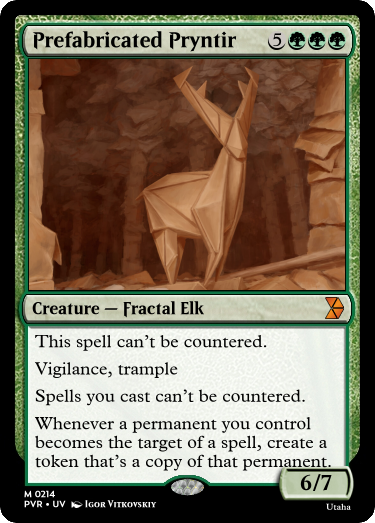 Prefabricated Pryntir 5
Creature — Fractal Elk
This spell can't be countered.
Vigilance, trample
Spells you cast can't be countered.
Whenever a permanent you control
becomes the target of a spell, create a
token that's a copy of that permanent.
6/7
M 0214
PVR • UV Igor Vitkovskiy
Utaha